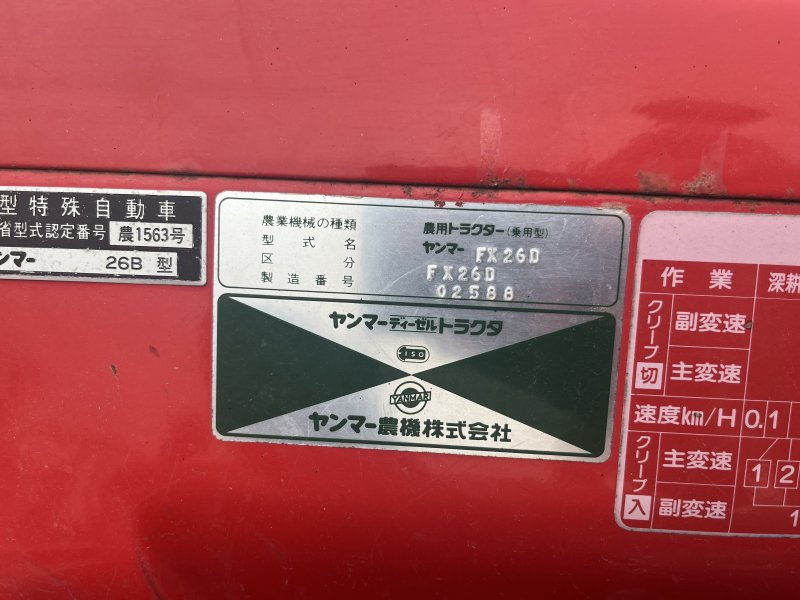 型特殊自動車
省型式認定番号 農1563号
ンマー 26B 型
農業機械の種類 農用トラクター(乗用型)
型式名 ヤンマー FX26D
区分 FX26D
製造番号 02588
ヤンマーディーゼルトラクタ
ISO
YANMAR
ヤンマー農機株式会社
作業 深耕
クリープ 切 副変速
主変速
速度km/H 0.1
クリープ 入 主変速 1 2
副変速 1